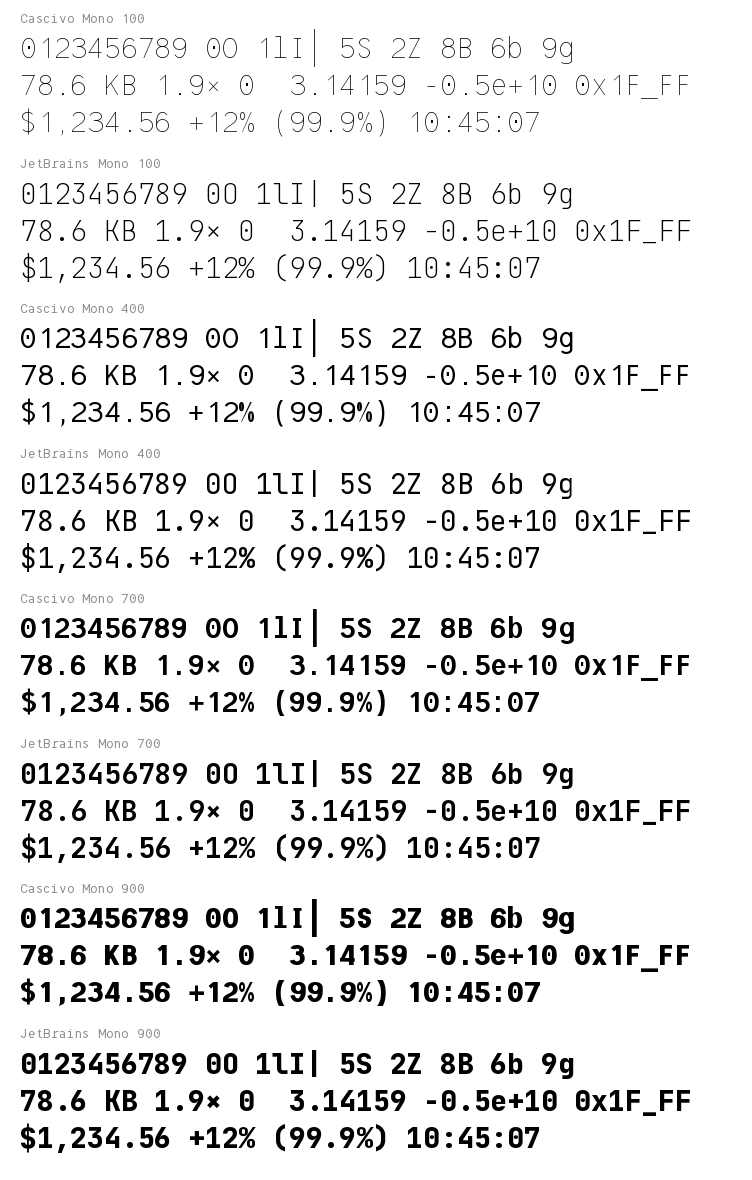 Cascivo Mono 100
0123456789 0O 1lI| 5S 2Z 8B 6b 9g
78.6 KB 1.9× 0  3.14159 -0.5e+10 0x1F_FF
$1,234.56 +12% (99.9%) 10:45:07
JetBrains Mono 100
0123456789 0O 1lI| 5S 2Z 8B 6b 9g
78.6 KB 1.9× 0  3.14159 -0.5e+10 0x1F_FF
$1,234.56 +12% (99.9%) 10:45:07
Cascivo Mono 400
0123456789 0O 1lI| 5S 2Z 8B 6b 9g
78.6 KB 1.9× 0  3.14159 -0.5e+10 0x1F_FF
$1,234.56 +12% (99.9%) 10:45:07
JetBrains Mono 400
0123456789 0O 1lI| 5S 2Z 8B 6b 9g
78.6 KB 1.9× 0  3.14159 -0.5e+10 0x1F_FF
$1,234.56 +12% (99.9%) 10:45:07
Cascivo Mono 700
0123456789 0O 1lI| 5S 2Z 8B 6b 9g
78.6 KB 1.9× 0  3.14159 -0.5e+10 0x1F_FF
$1,234.56 +12% (99.9%) 10:45:07
JetBrains Mono 700
0123456789 0O 1lI| 5S 2Z 8B 6b 9g
78.6 KB 1.9× 0  3.14159 -0.5e+10 0x1F_FF
$1,234.56 +12% (99.9%) 10:45:07
Cascivo Mono 900
0123456789 0O 1lI| 5S 2Z 8B 6b 9g
78.6 KB 1.9× 0  3.14159 -0.5e+10 0x1F_FF
$1,234.56 +12% (99.9%) 10:45:07
JetBrains Mono 900
0123456789 0O 1lI| 5S 2Z 8B 6b 9g
78.6 KB 1.9× 0  3.14159 -0.5e+10 0x1F_FF
$1,234.56 +12% (99.9%) 10:45:07